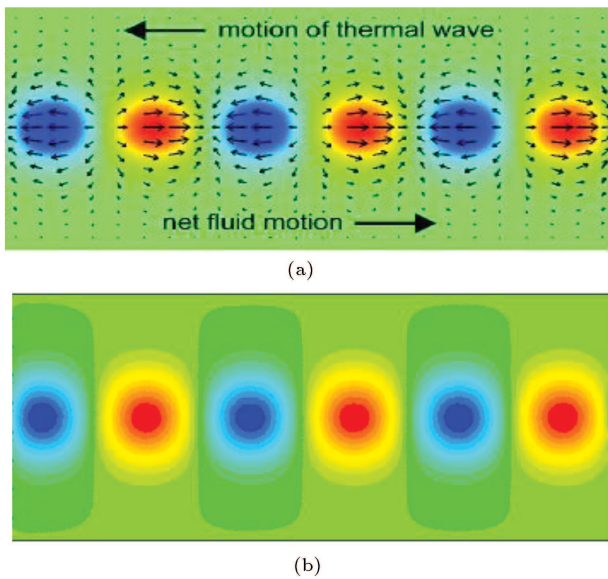 motion of thermal wave
net fluid motion
(a)
(b)